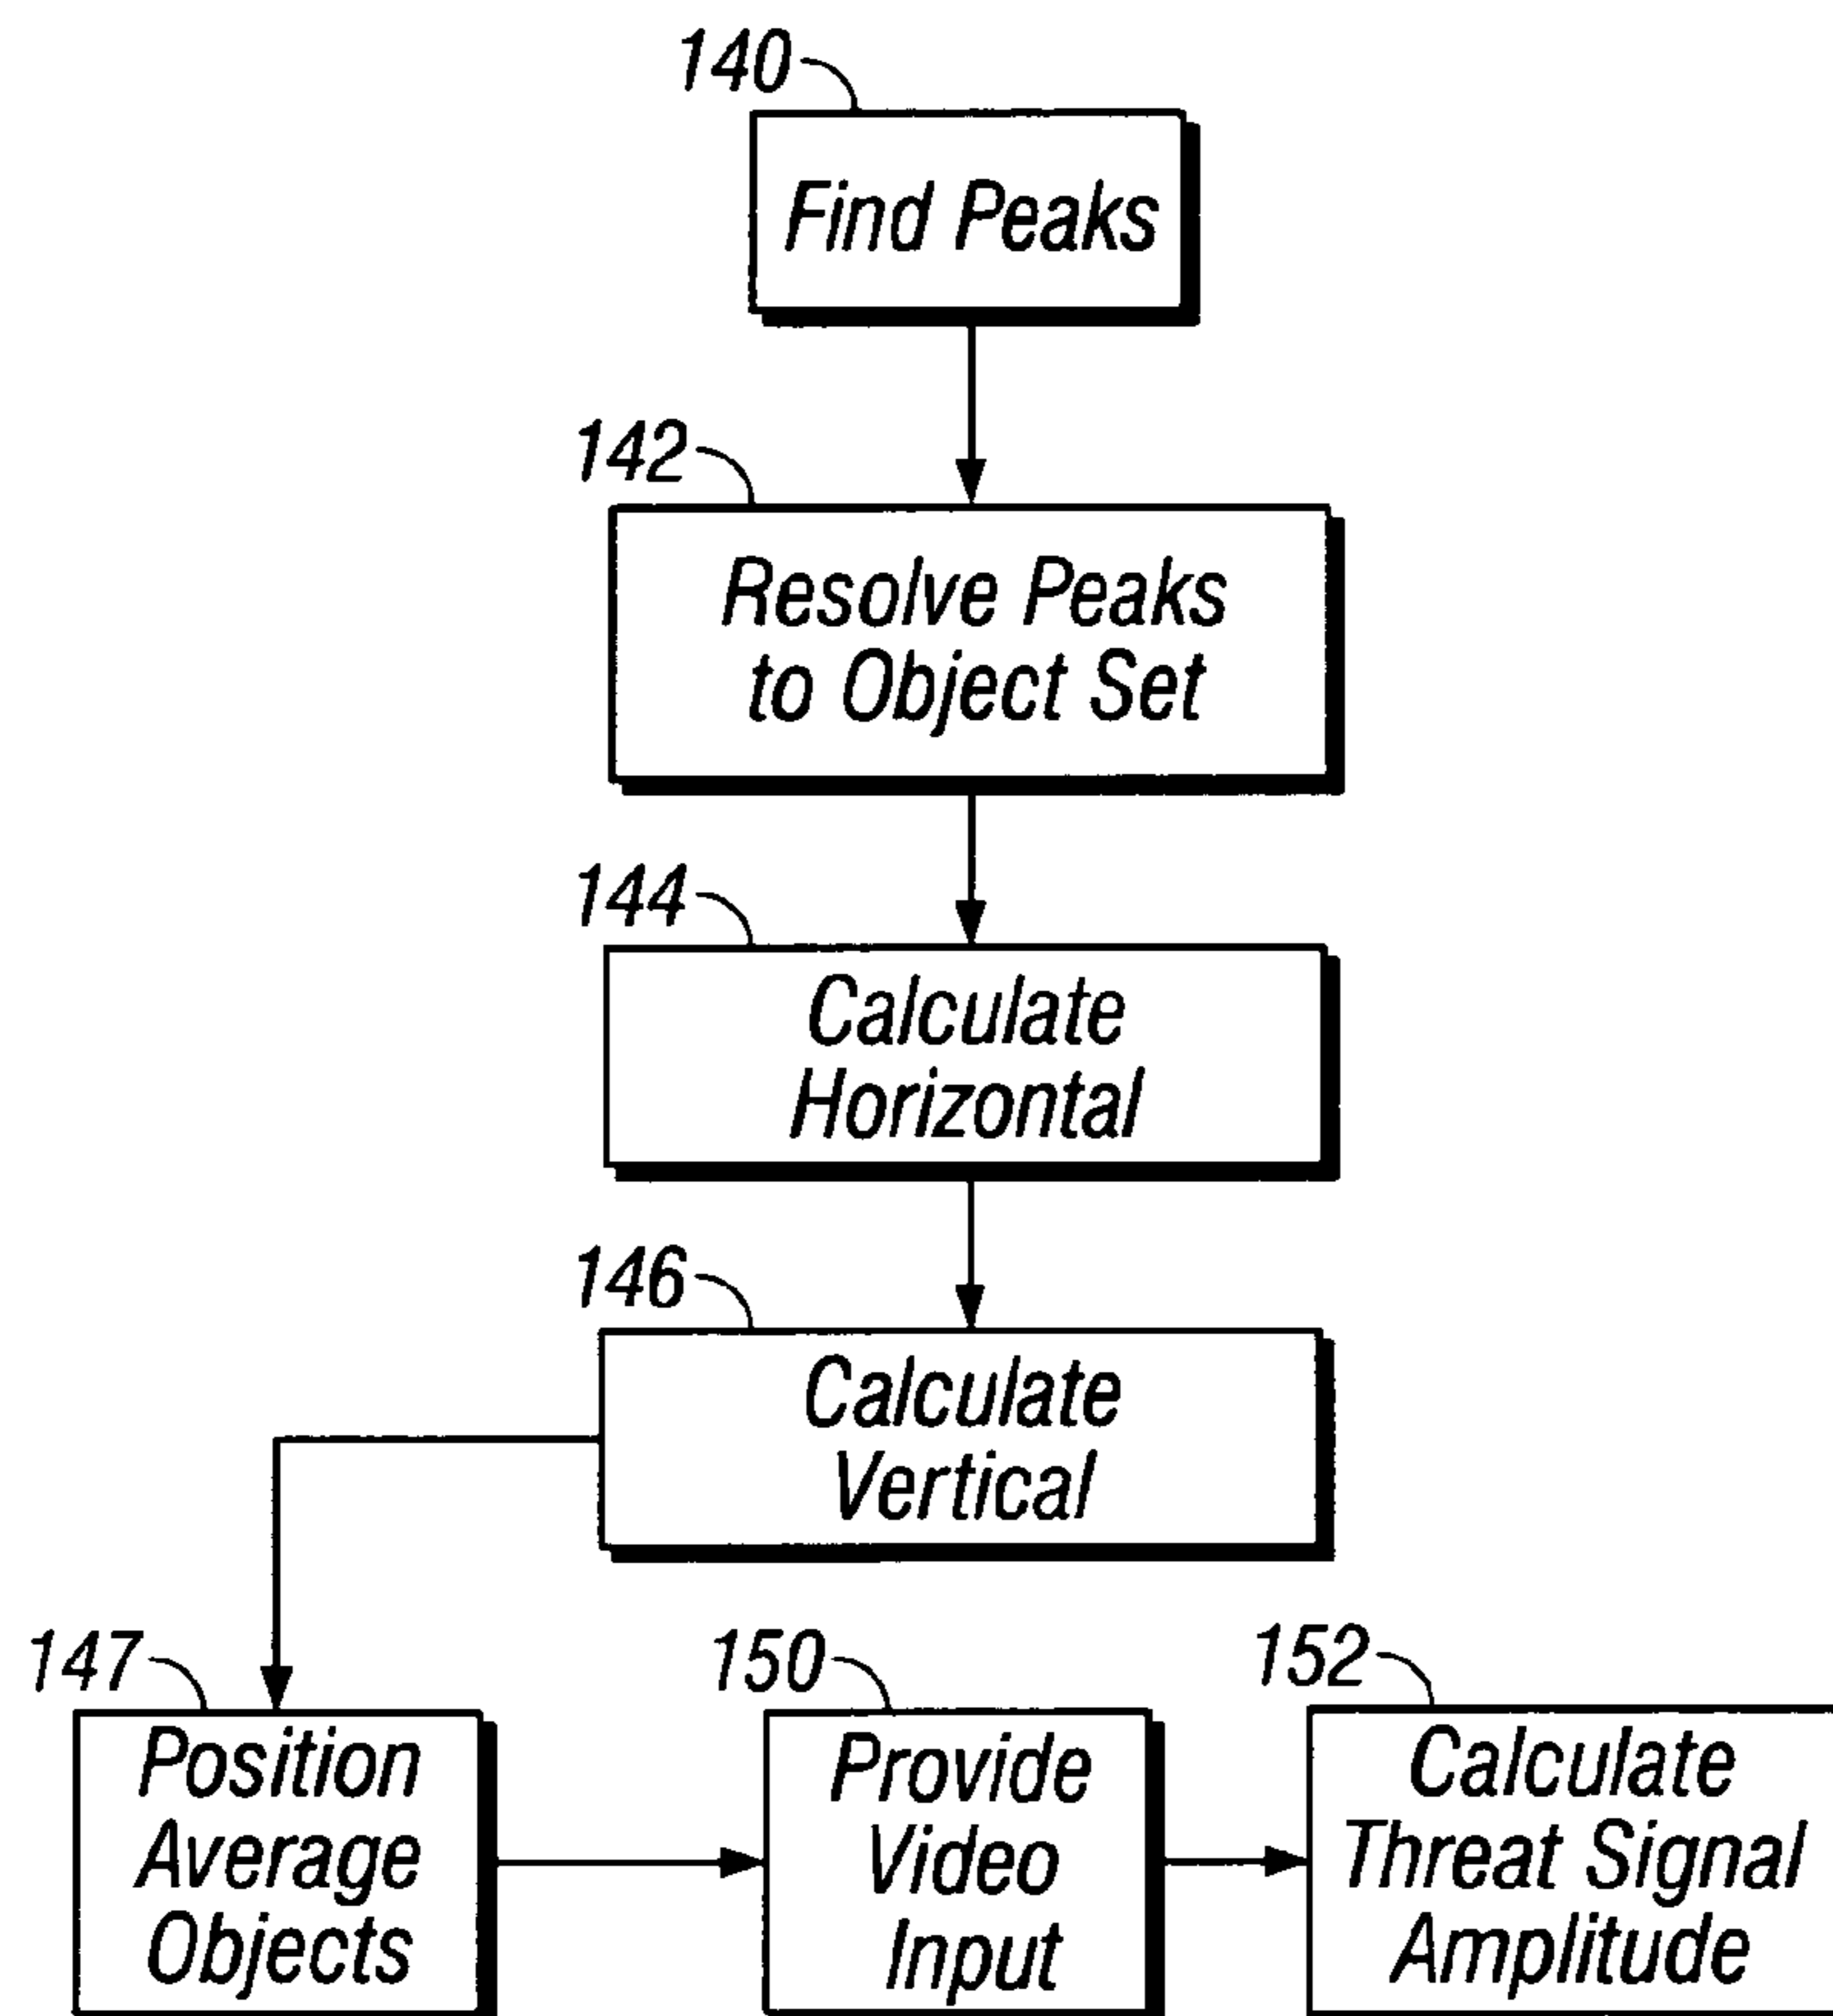 140
Find Peaks
142
Resolve Peaks
to Object Set
144
Calculate
Horizontal
146
Calculate
Vertical
147
Position
Average
Objects
150
Provide
Video
Input
152
Calculate
Threat Signal
Amplitude